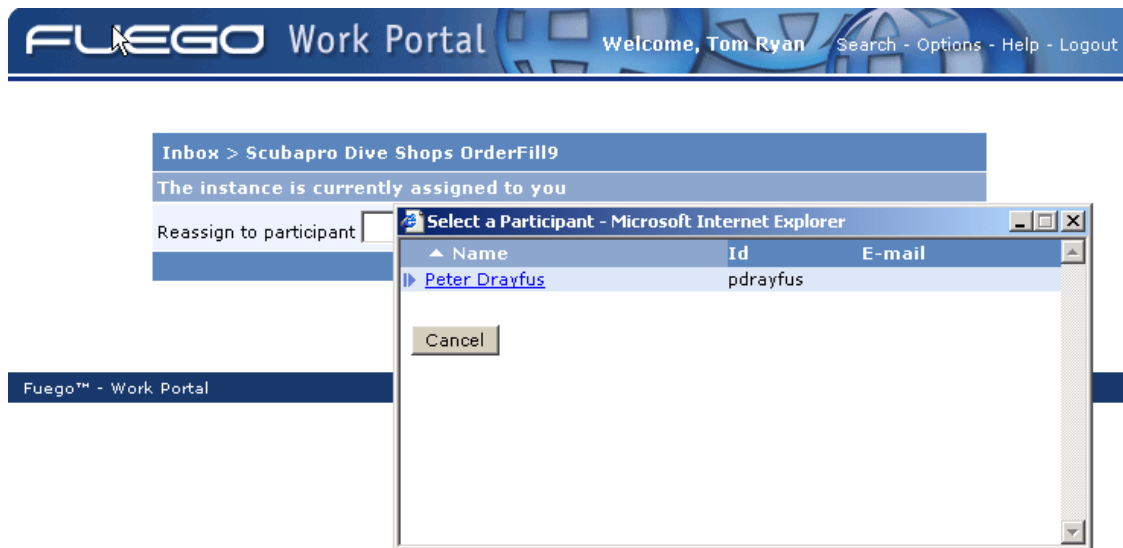 FUEGO Work Portal
Welcome, Tom Ryan Search - Options - Help - Logout
Inbox > Scubapro Dive Shops OrderFill9
The instance is currently assigned to you
Reassign to participant
Select a Participant - Microsoft Internet Explorer
Name Id E-mail
Peter Drayfus pdrayfus
Cancel
Fuego™ - Work Portal